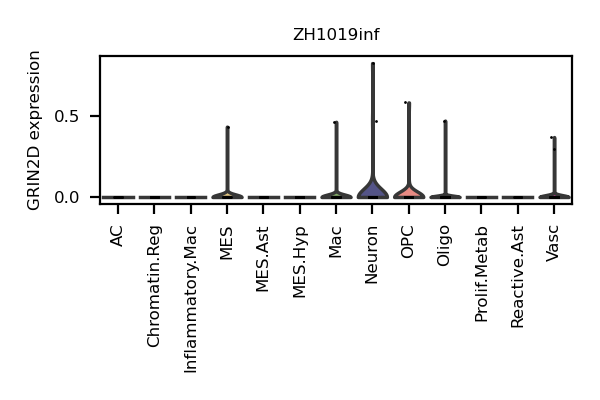 ZH1019inf
GRIN2D expression
0.5
0.0
AC
Chromatin.Reg
Inflammatory.Mac
MES
MES.Ast
MES.Hyp
Mac
Neuron
OPC
Oligo
Prolif.Metab
Reactive.Ast
Vasc